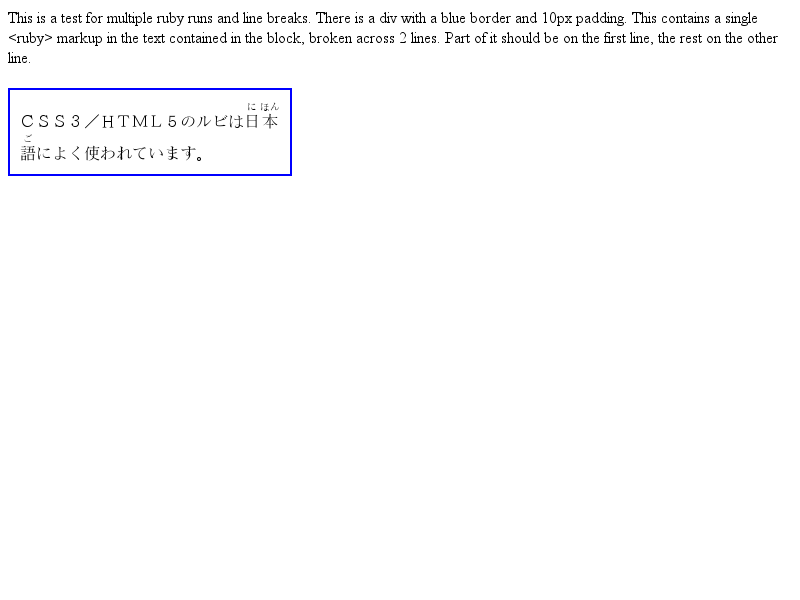 This is a test for multiple ruby runs and line breaks. There is a div with a blue border and 10px padding. This contains a single
<ruby> markup in the text contained in the block, broken across 2 lines. Part of it should be on the first line, the rest on the other
line.
に ほん
ＣＳＳ３／ＨＴＭＬ５のルビは日本
ご
語によく使われています。